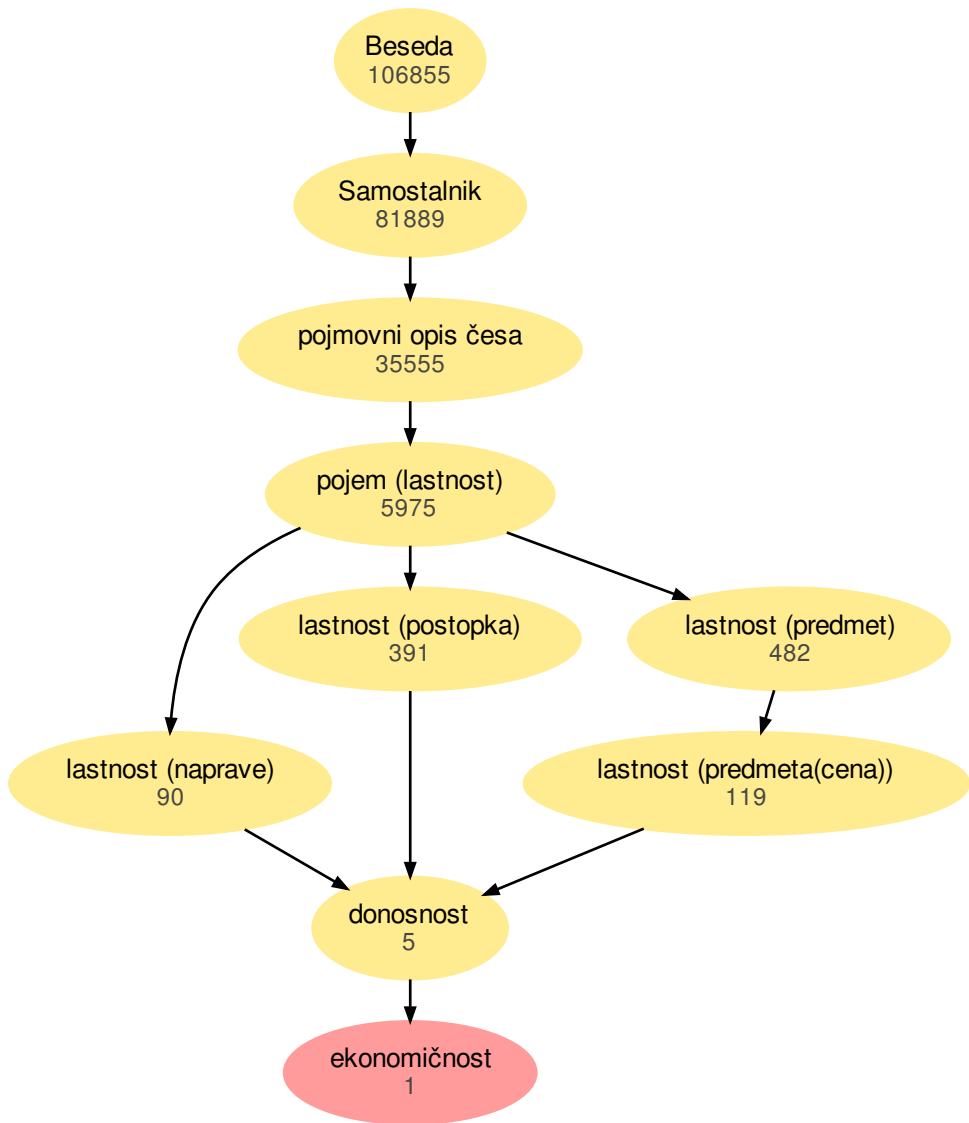 Beseda
106855
Samostalnik
81889
pojmovni opis česa
35555
pojem (lastnost)
5975
lastnost (postopka)
391
lastnost (predmet)
482
lastnost (naprave)
90
lastnost (predmeta(cena))
119
donosnost
5
ekonomičnost
1